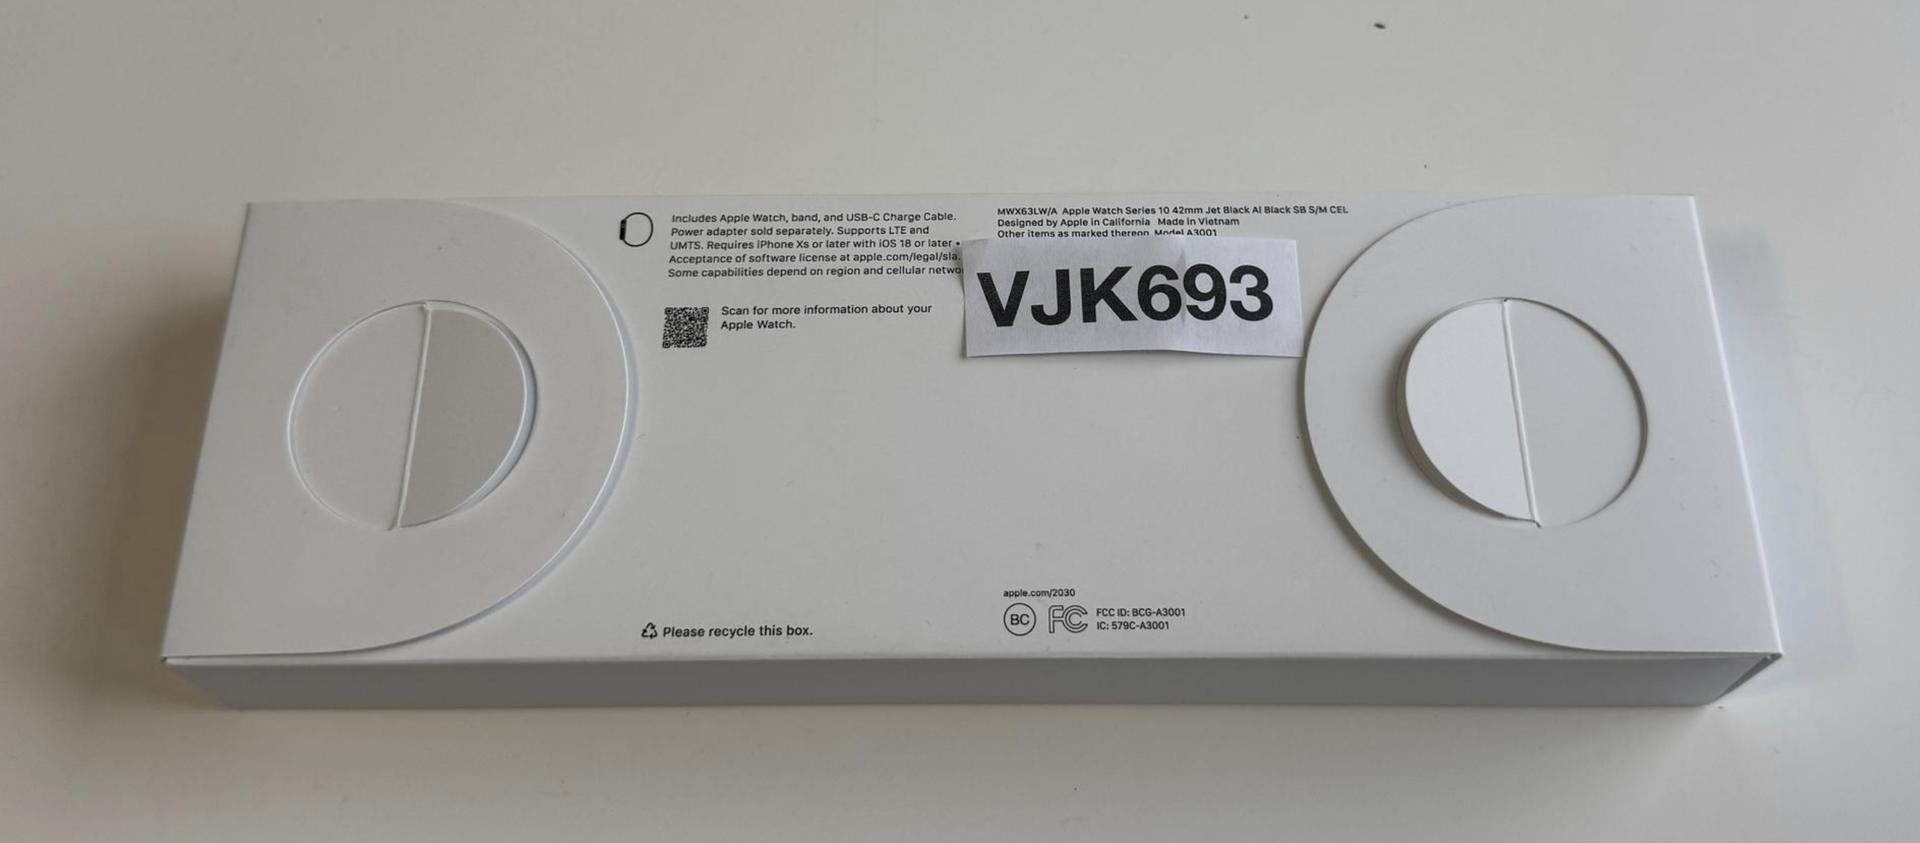 Includes Apple Watch, band, and USB-C Charge Cable.
Power adapter sold separately. Supports LTE and
UMTS. Requires iPhone Xs or later with iOS 18 or later •
Acceptance of software license at apple.com/legal/sla.
Some capabilities depend on region and cellular netwo
Scan for more information about your
Apple Watch.
MWX63LW/A Apple Watch Series 10 42mm Jet Black Al Black SB S/M CEL
Designed by Apple in California Made in Vietnam
Other items as marked thereon Model A3001
VJK693
Please recycle this box.
apple.com/2030
BC FC FCC ID: BCG-A3001
IC: 579C-A3001